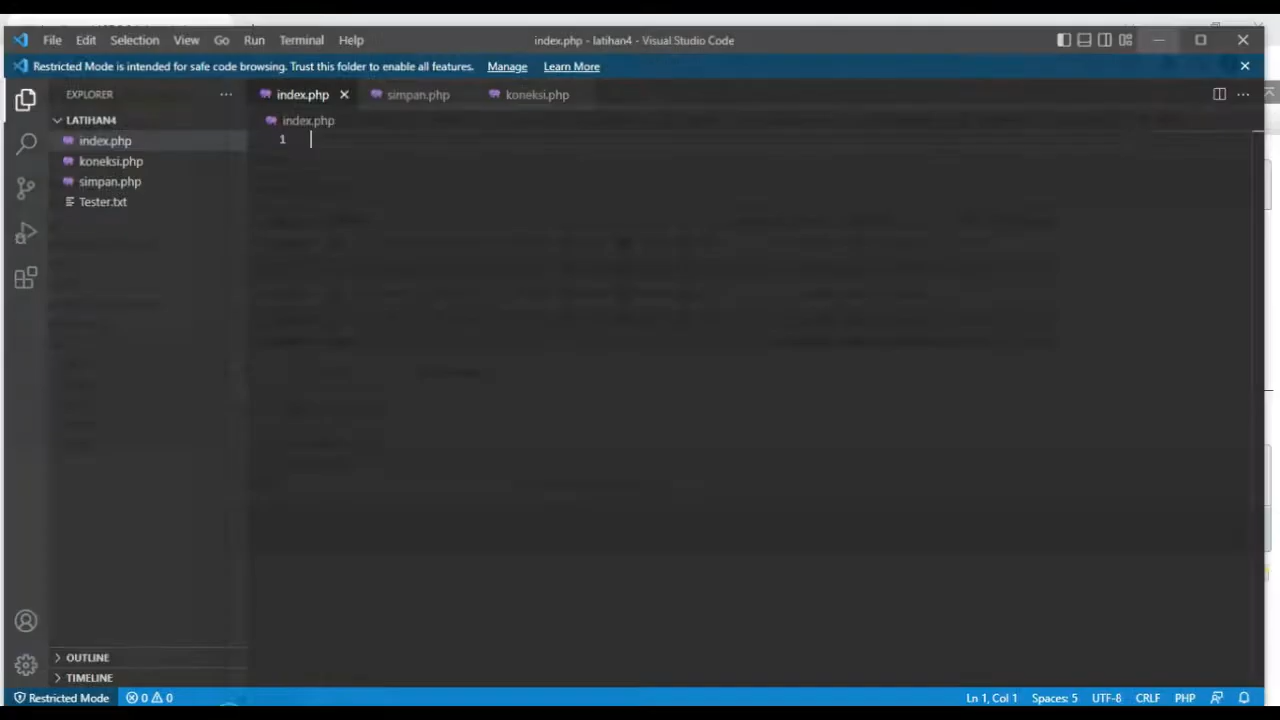 File Edit Selection View Go Run Terminal Help index.php - latihan4 - Visual Studio Code
Restricted Mode is intended for safe code browsing. Trust this folder to enable all features. Manage Learn More
EXPLORER index.php simpan.php koneksi.php
LATIHAN4 index.php
index.php 1
koneksi.php
simpan.php
Tester.txt
OUTLINE
TIMELINE
Restricted Mode 0 0 Ln 1, Col 1 Spaces: 5 UTF-8 CRLF PHP